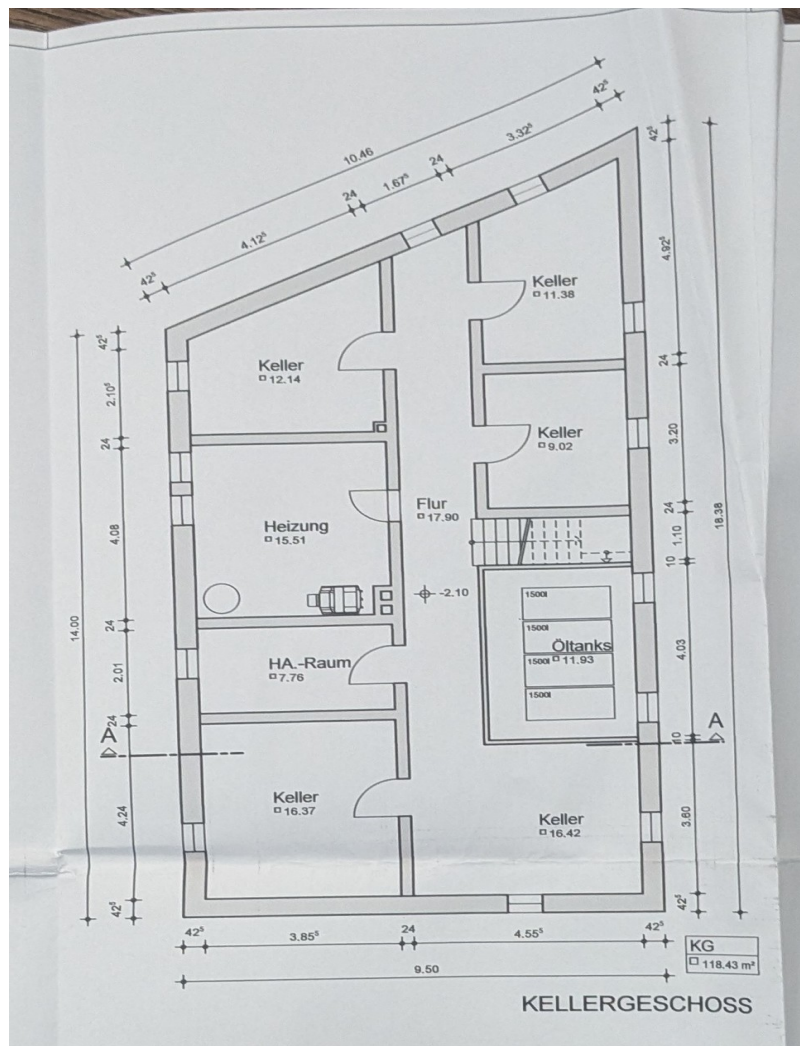 10.46
42⁵
4.12⁵
24
1.67⁵
24
3.32⁵
42⁵
42⁵
4.92⁵
24
3.20
24
1.10
10
4.03
10
3.60
42⁵
18.38
14.00
42⁵
2.10⁵
24
4.08
24
2.01
24
4.24
42⁵
Keller
11.38
Keller
12.14
Keller
9.02
Flur
17.90
Heizung
15.51
-2.10
1500l
1500l
Öltanks
1500l 11.93
1500l
HA.-Raum
7.76
A
A
Keller
16.37
Keller
16.42
42⁵
3.85⁵
24
4.55⁵
42⁵
9.50
KG
118.43 m²
KELLERGESCHOSS